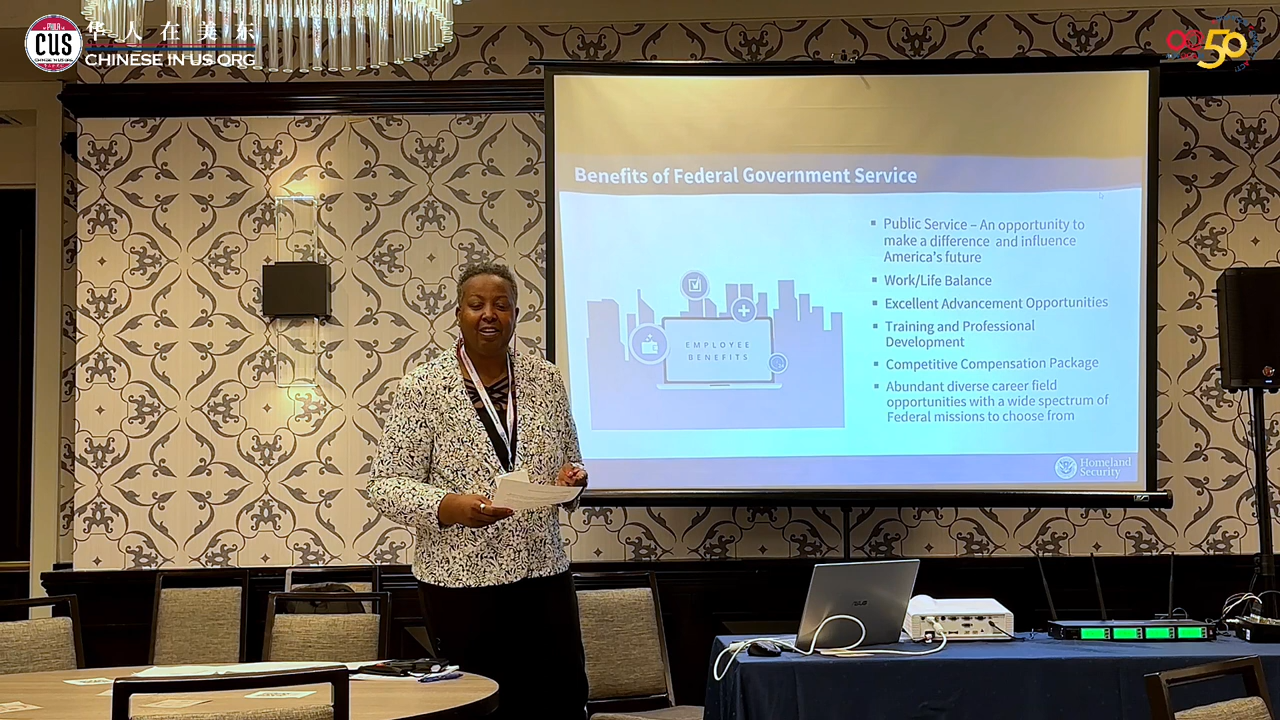 CUS
华人在美东
CHINESE IN US.ORG
50
Benefits of Federal Government Service
▪ Public Service – An opportunity to
make a difference and influence
America's future
▪ Work/Life Balance
▪ Excellent Advancement Opportunities
▪ Training and Professional
Development
▪ Competitive Compensation Package
▪ Abundant diverse career field
opportunities with a wide spectrum of
Federal missions to choose from
EMPLOYEE
BENEFITS
Homeland
Security